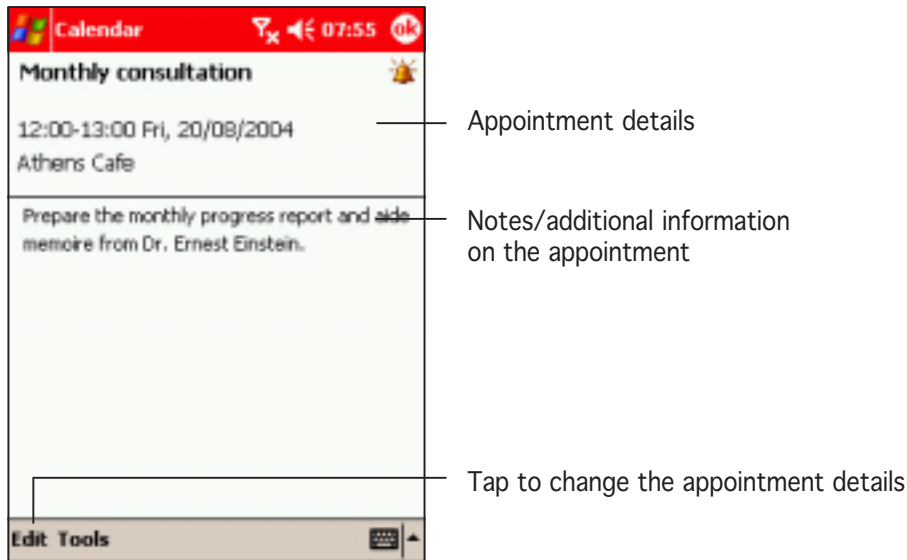 Calendar 07:55 ok
Monthly consultation
12:00-13:00 Fri, 20/08/2004
Athens Cafe
Appointment details
Prepare the monthly progress report and aide
memoire from Dr. Ernest Einstein.
Notes/additional information
on the appointment
Tap to change the appointment details
Edit Tools